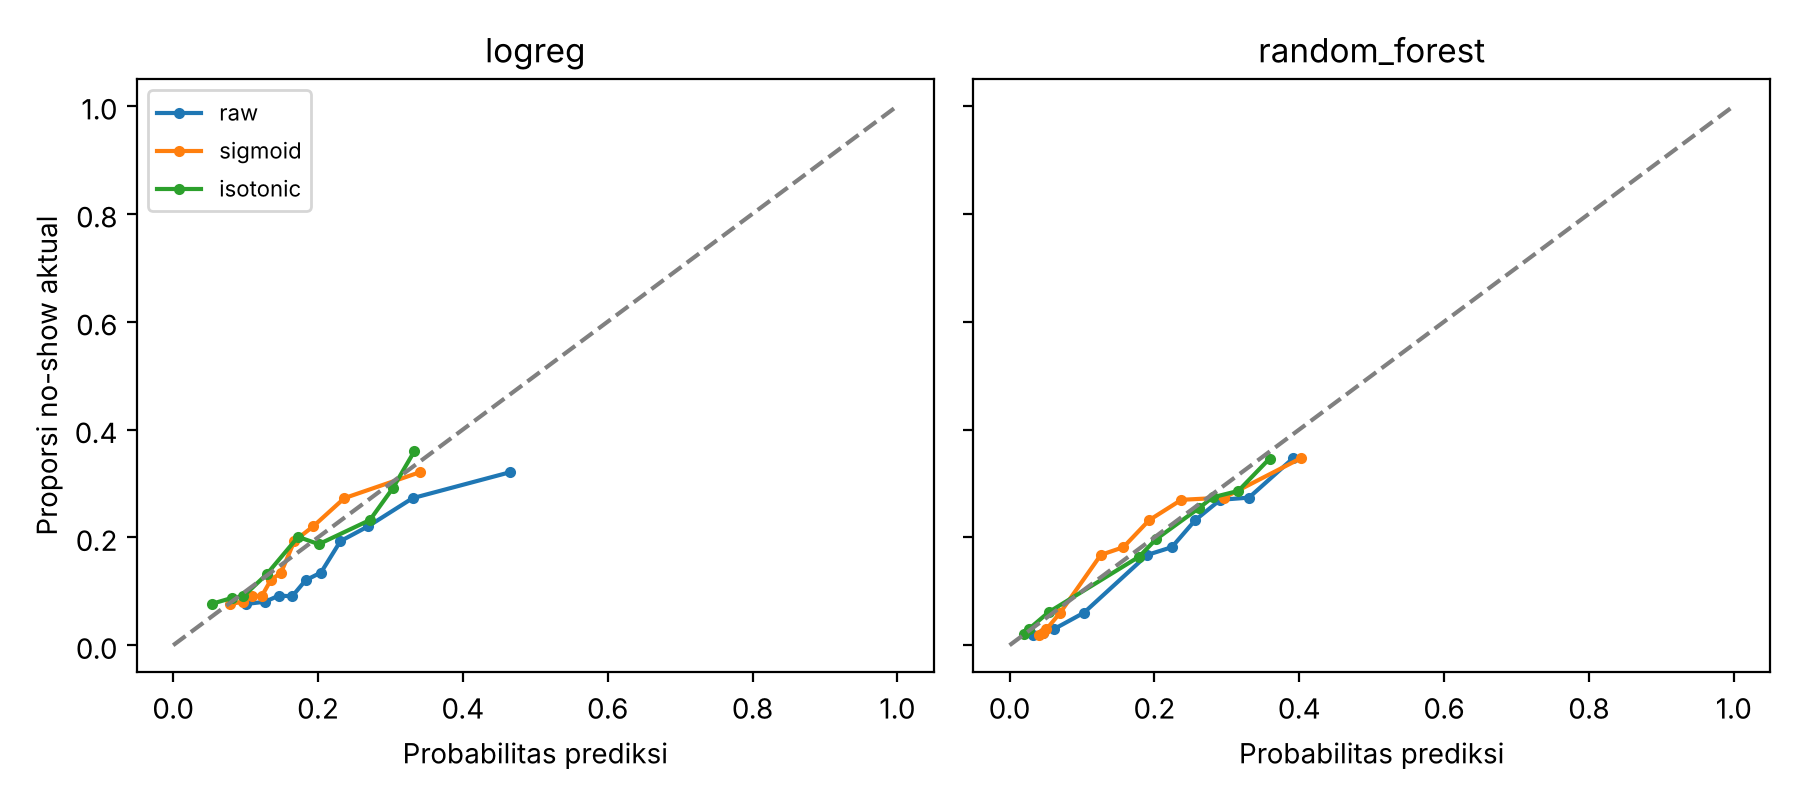 logreg
raw
sigmoid
isotonic
Proporsi no-show aktual
1.0
0.8
0.6
0.4
0.2
0.0
0.0 0.2 0.4 0.6 0.8 1.0
Probabilitas prediksi
random_forest
0.0 0.2 0.4 0.6 0.8 1.0
Probabilitas prediksi